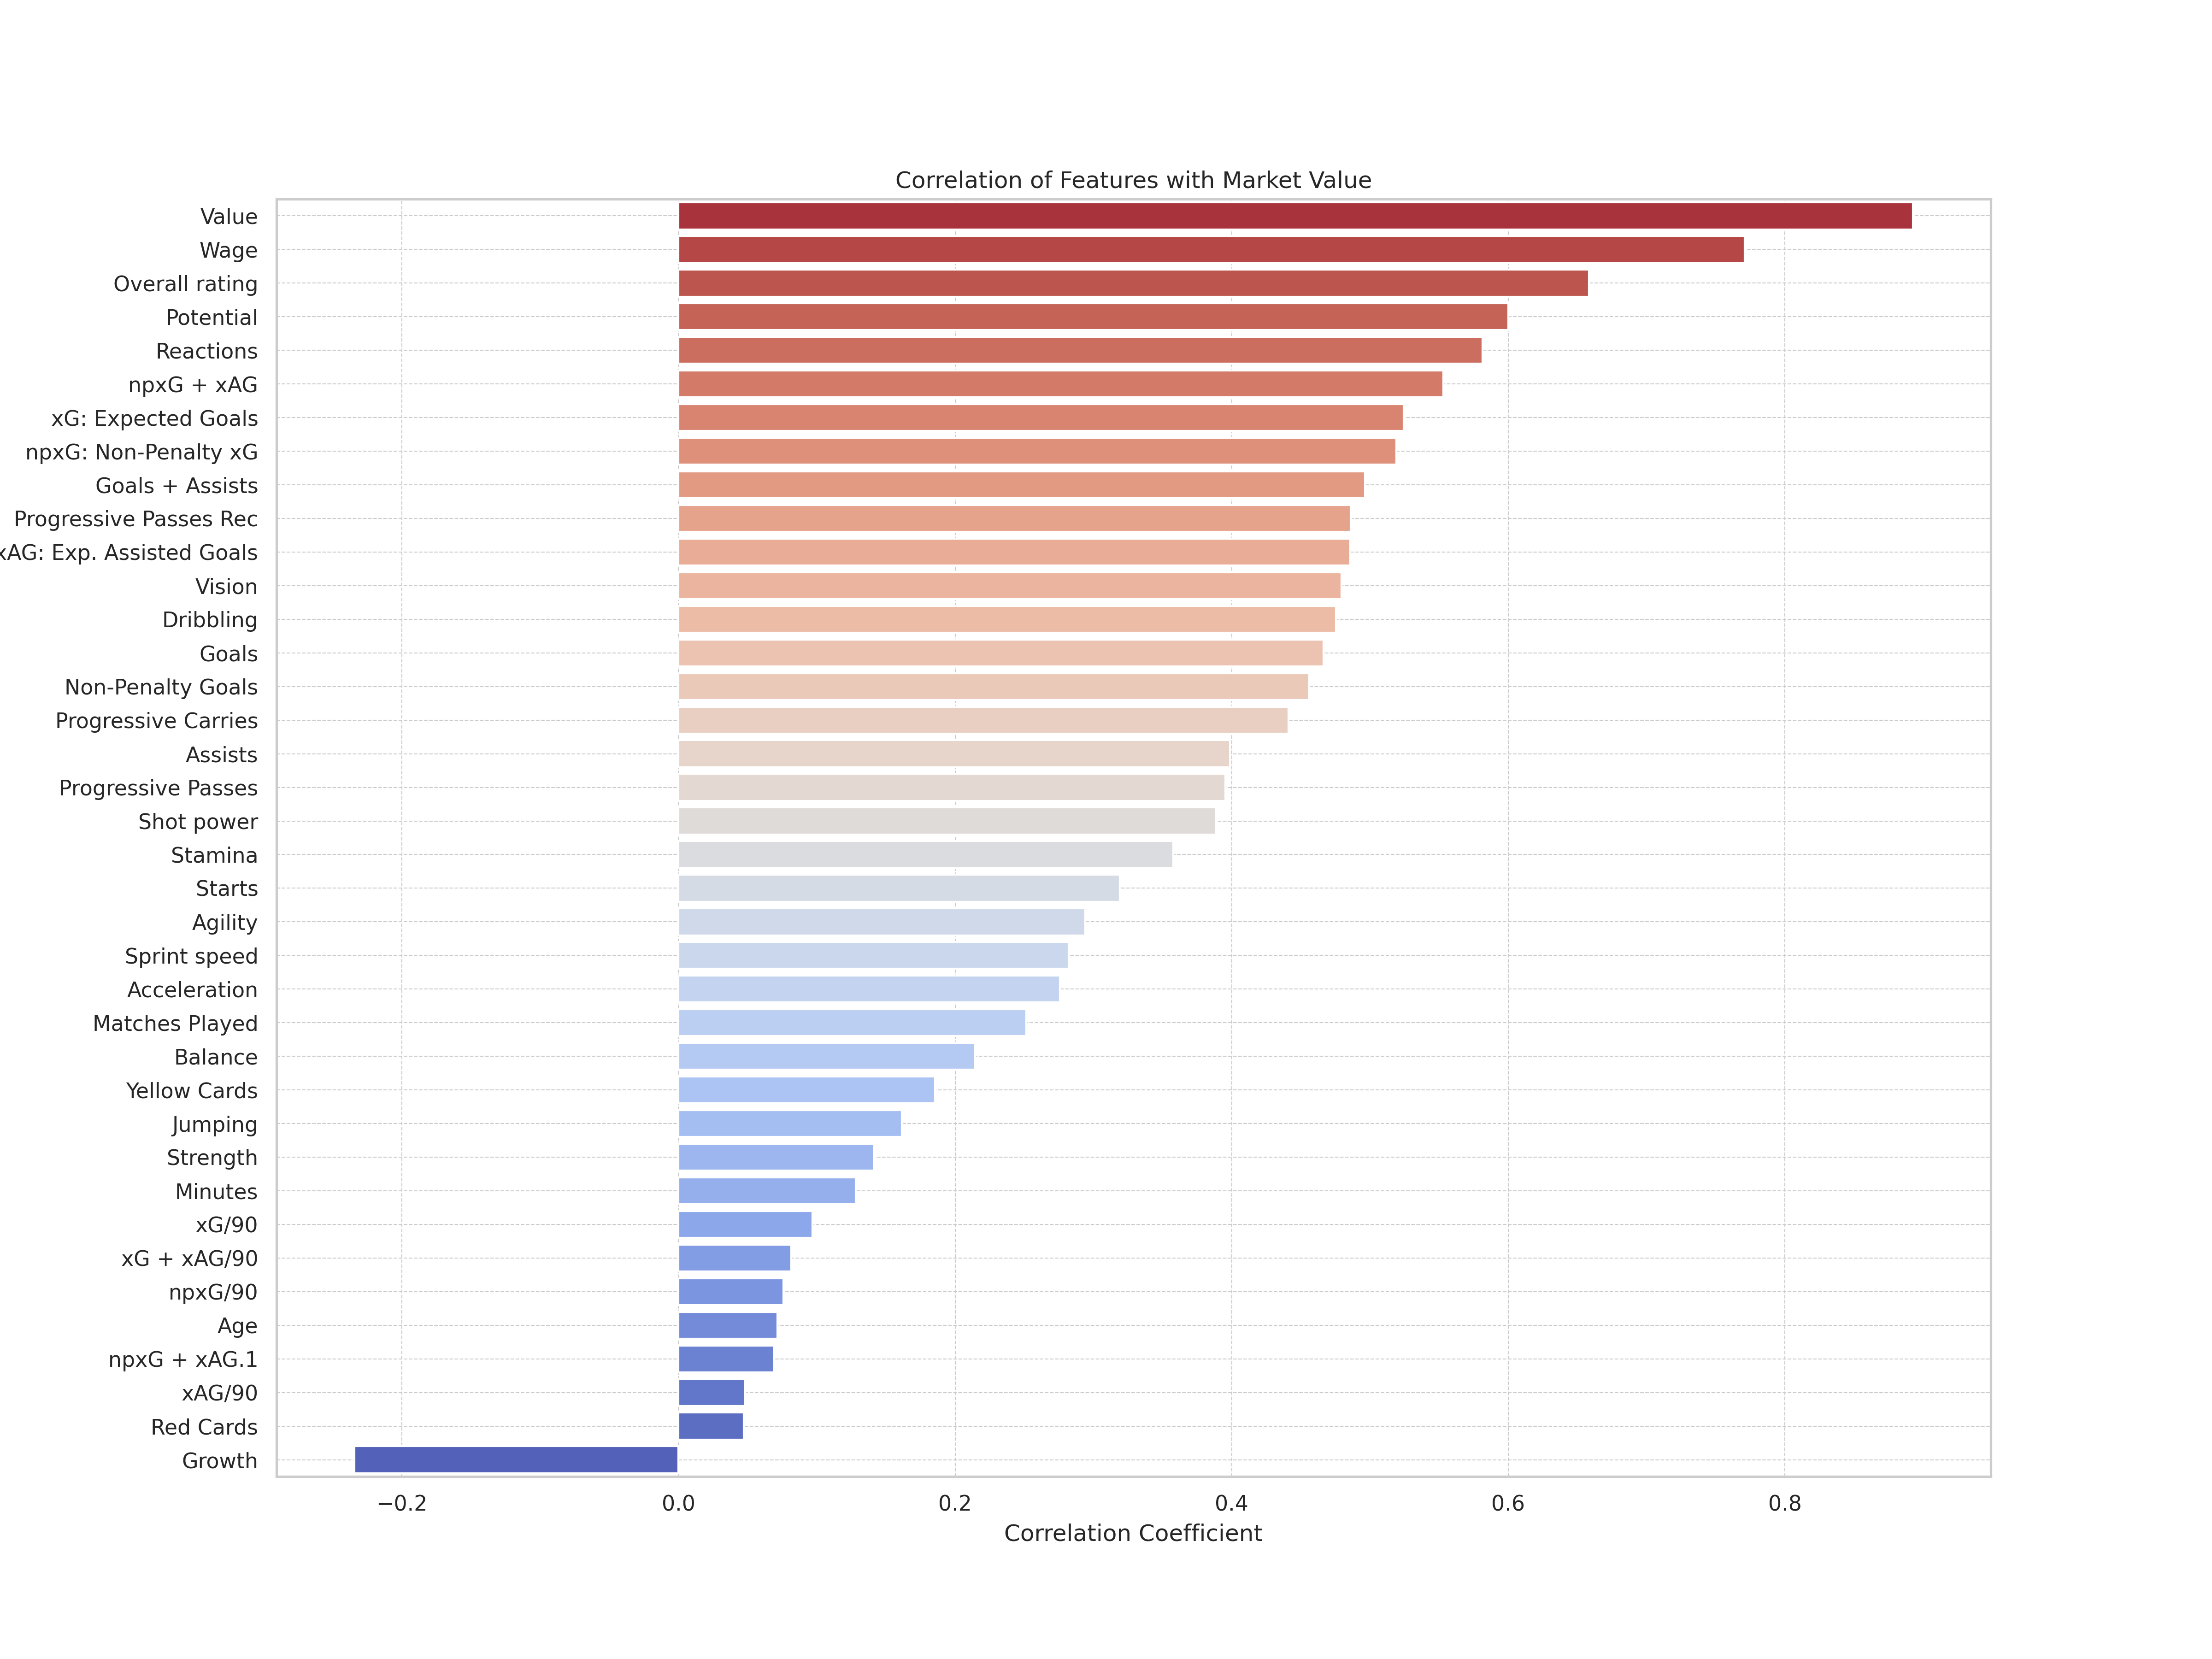 Correlation of Features with Market Value
Value
Wage
Overall rating
Potential
Reactions
npxG + xAG
xG: Expected Goals
npxG: Non-Penalty xG
Goals + Assists
Progressive Passes Rec
xAG: Exp. Assisted Goals
Vision
Dribbling
Goals
Non-Penalty Goals
Progressive Carries
Assists
Progressive Passes
Shot power
Stamina
Starts
Agility
Sprint speed
Acceleration
Matches Played
Balance
Yellow Cards
Jumping
Strength
Minutes
xG/90
xG + xAG/90
npxG/90
Age
npxG + xAG.1
xAG/90
Red Cards
Growth
−0.2 0.0 0.2 0.4 0.6 0.8
Correlation Coefficient